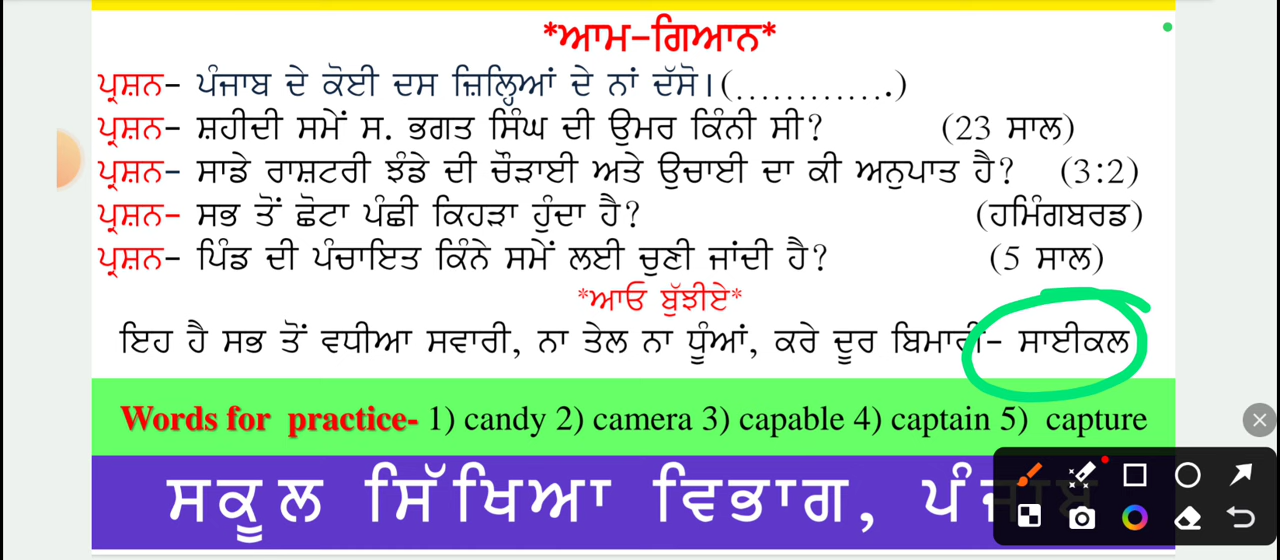 *ਆਮ-ਗਿਆਨ*
ਪ੍ਰਸ਼ਨ- ਪੰਜਾਬ ਦੇ ਕੋਈ ਦਸ ਜ਼ਿਲ੍ਹਿਆਂ ਦੇ ਨਾਂ ਦੱਸੋ।(.............)
ਪ੍ਰਸ਼ਨ- ਸ਼ਹੀਦੀ ਸਮੇਂ ਸ. ਭਗਤ ਸਿੰਘ ਦੀ ਉਮਰ ਕਿੰਨੀ ਸੀ? (23 ਸਾਲ)
ਪ੍ਰਸ਼ਨ- ਸਾਡੇ ਰਾਸ਼ਟਰੀ ਝੰਡੇ ਦੀ ਚੌੜਾਈ ਅਤੇ ਉਚਾਈ ਦਾ ਕੀ ਅਨੁਪਾਤ ਹੈ? (3:2)
ਪ੍ਰਸ਼ਨ- ਸਭ ਤੋਂ ਛੋਟਾ ਪੰਛੀ ਕਿਹੜਾ ਹੁੰਦਾ ਹੈ? (ਹਮਿੰਗਬਰਡ)
ਪ੍ਰਸ਼ਨ- ਪਿੰਡ ਦੀ ਪੰਚਾਇਤ ਕਿੰਨੇ ਸਮੇਂ ਲਈ ਚੁਣੀ ਜਾਂਦੀ ਹੈ? (5 ਸਾਲ)
*ਆਓ ਬੁੱਝੀਏ*
ਇਹ ਹੈ ਸਭ ਤੋਂ ਵਧੀਆ ਸਵਾਰੀ, ਨਾ ਤੇਲ ਨਾ ਧੂੰਆਂ, ਕਰੇ ਦੂਰ ਬਿਮਾਰੀ- ਸਾਈਕਲ
Words for practice- 1) candy 2) camera 3) capable 4) captain 5) capture
ਸਕੂਲ ਸਿੱਖਿਆ ਵਿਭਾਗ, ਪੰਜਾਬ